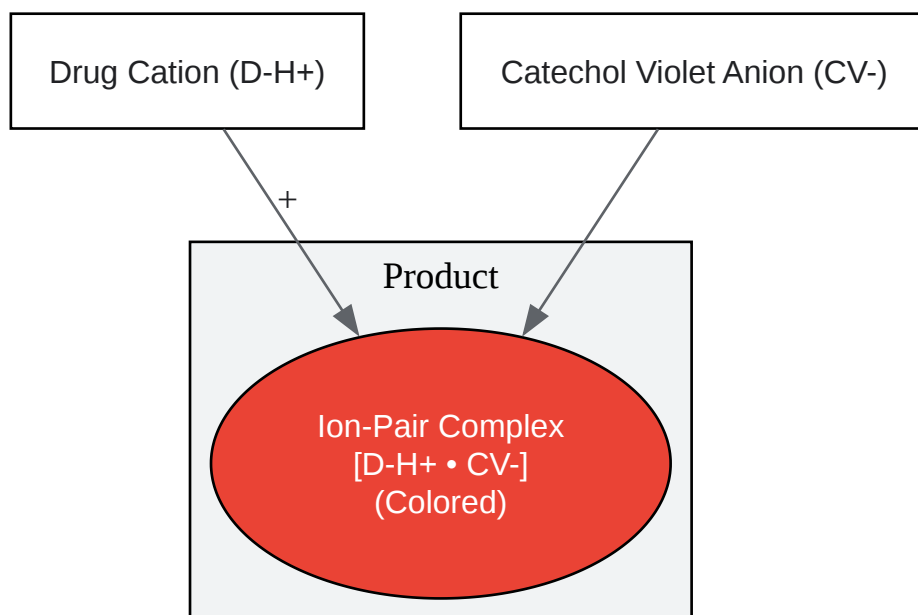 Drug Cation (D-H+)
Catechol Violet Anion (CV-)
+
Product
Ion-Pair Complex
[D-H+ • CV-]
(Colored)